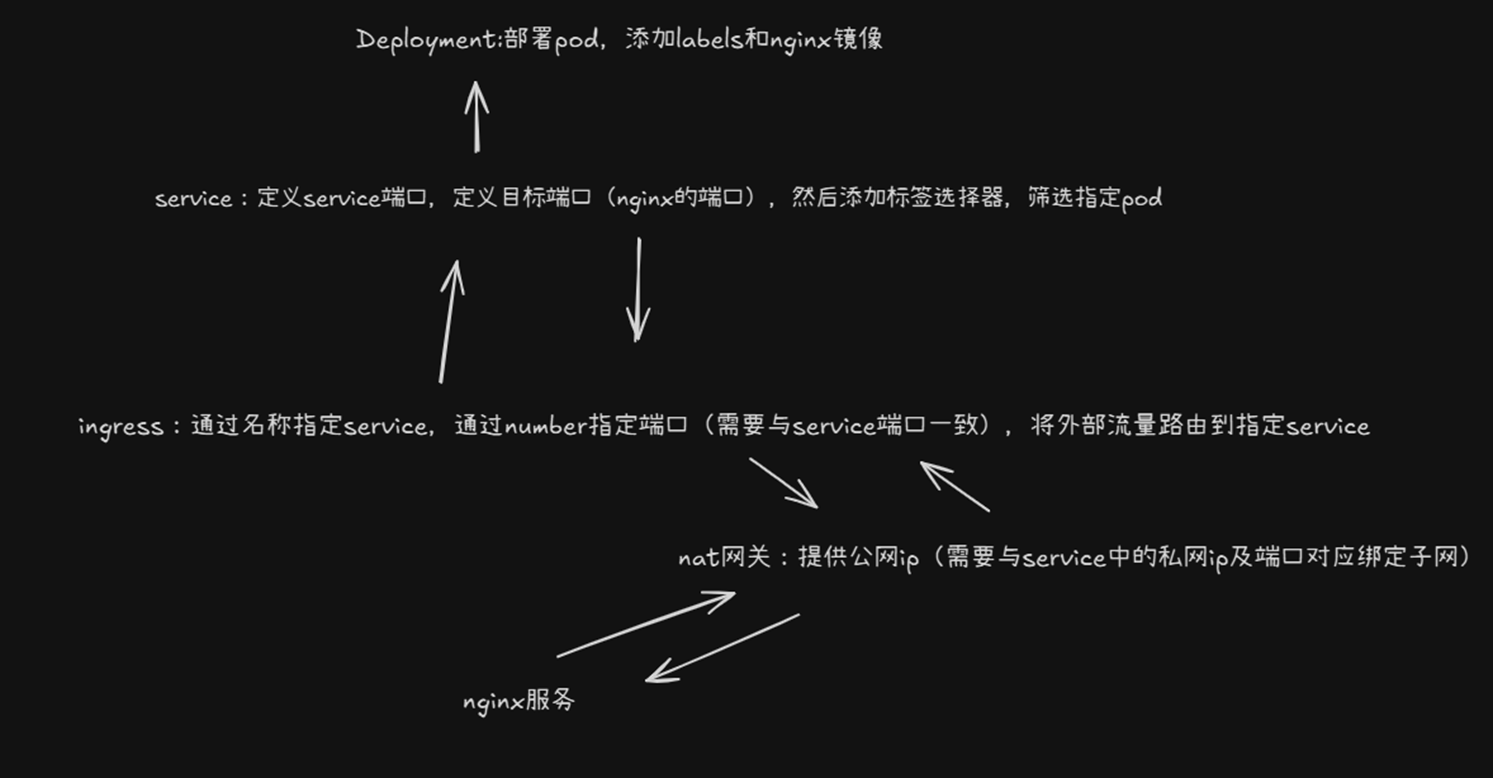 Deployment:部署pod，添加labels和nginx镜像
service：定义service端口，定义目标端口（nginx的端口），然后添加标签选择器，筛选指定pod
ingress：通过名称指定service，通过number指定端口（需要与service端口一致），将外部流量路由到指定service
nat网关：提供公网ip（需要与service中的私网ip及端口对应绑定子网）
nginx服务